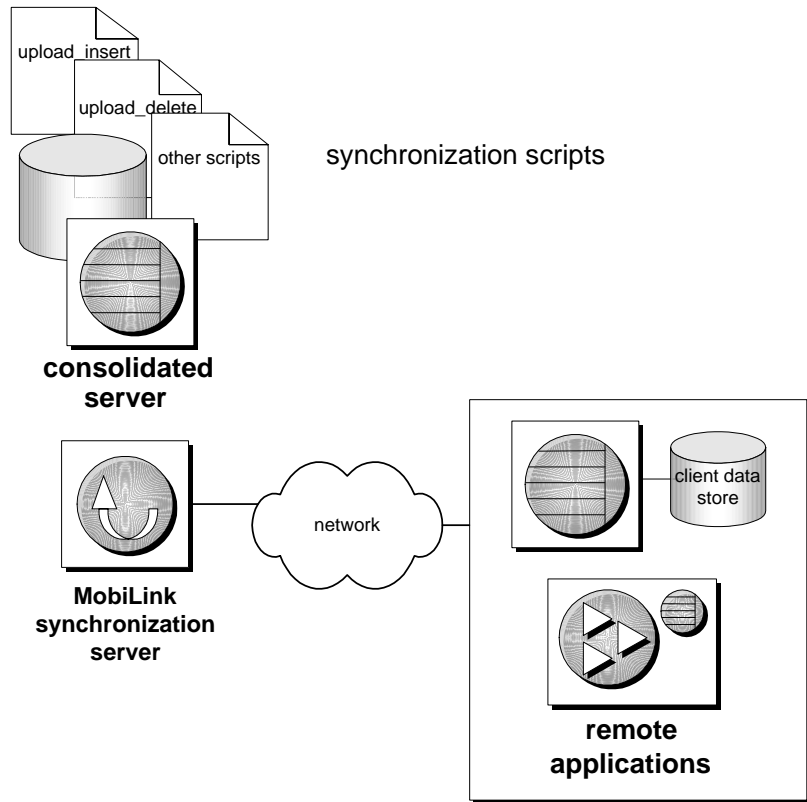 upload_insert
upload_delete
other scripts
synchronization scripts
consolidated
server
MobiLink
synchronization
server
network
client data
store
remote
applications